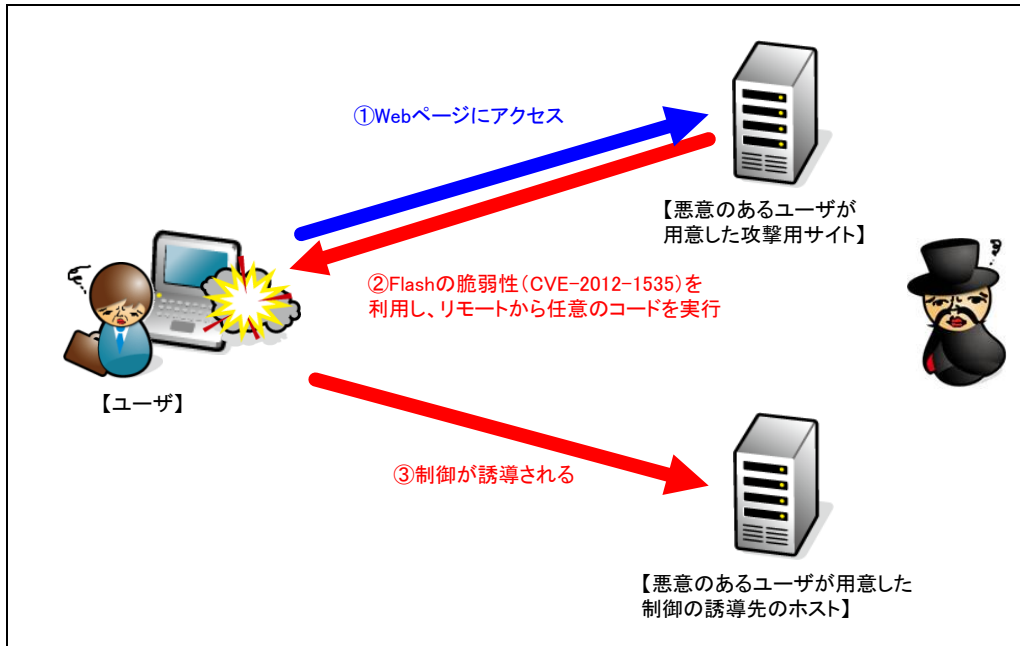 ①Webページにアクセス
【悪意のあるユーザが
用意した攻撃用サイト】
②Flashの脆弱性(CVE-2012-1535)を
利用し、リモートから任意のコードを実行
【ユーザ】
③制御が誘導される
【悪意のあるユーザが用意した
制御の誘導先のホスト】